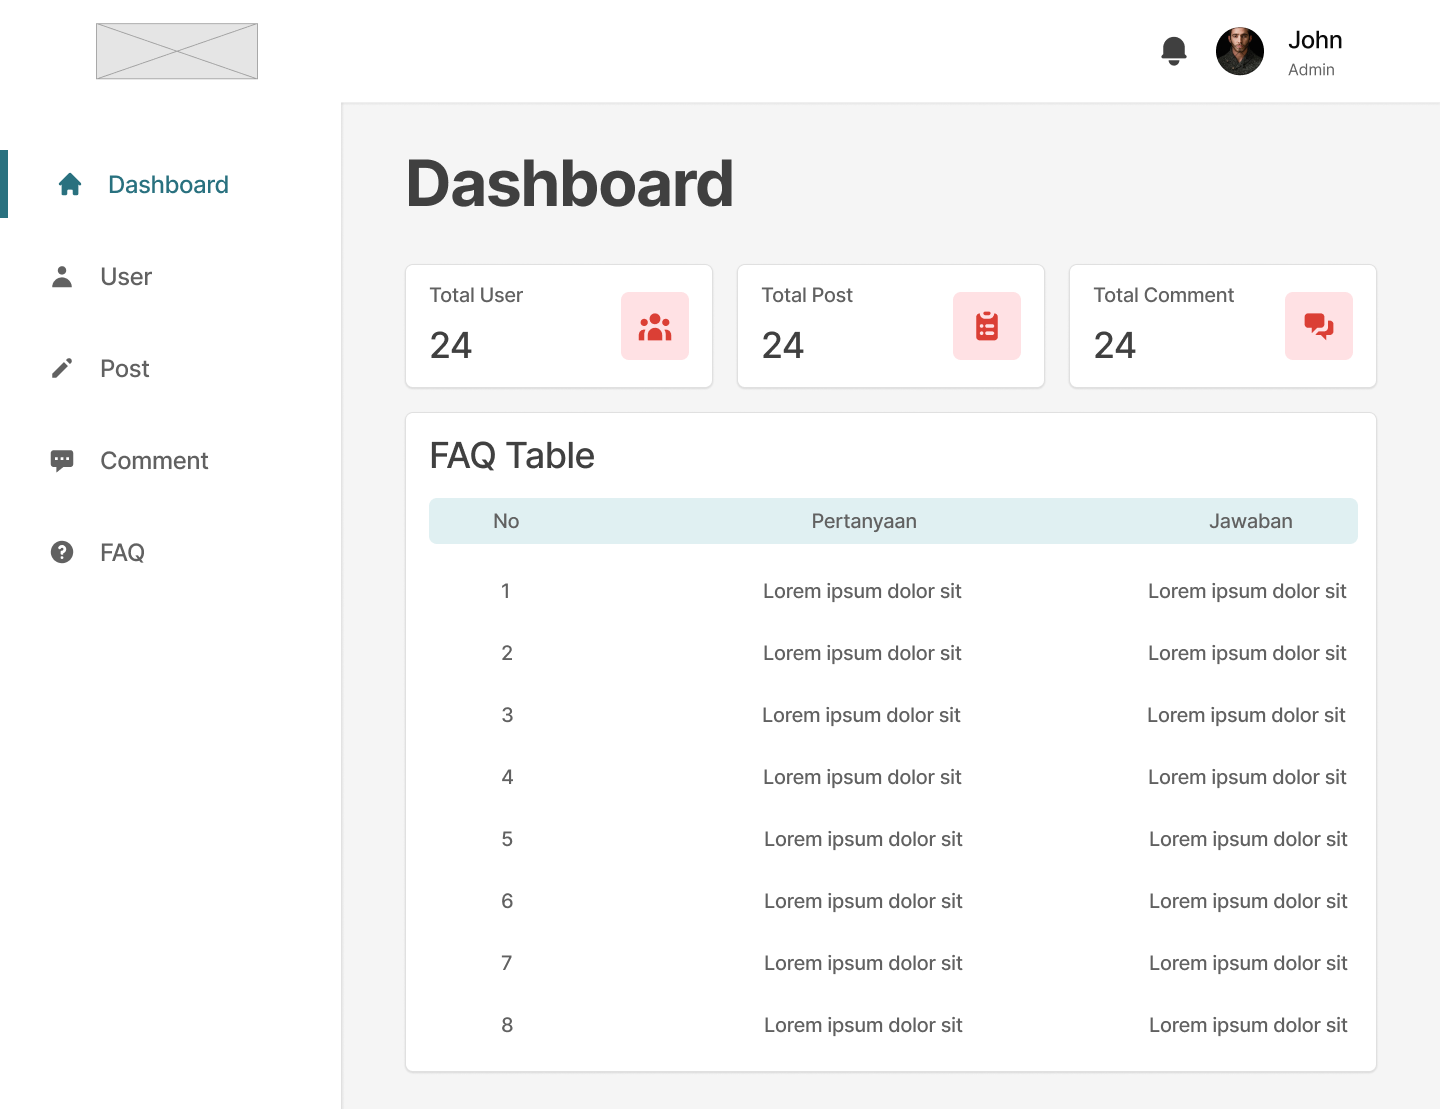 John
Admin
Dashboard
User
Post
Comment
FAQ
Dashboard
Total User
24
Total Post
24
Total Comment
24
FAQ Table
No Pertanyaan Jawaban
1 Lorem ipsum dolor sit Lorem ipsum dolor sit
2 Lorem ipsum dolor sit Lorem ipsum dolor sit
3 Lorem ipsum dolor sit Lorem ipsum dolor sit
4 Lorem ipsum dolor sit Lorem ipsum dolor sit
5 Lorem ipsum dolor sit Lorem ipsum dolor sit
6 Lorem ipsum dolor sit Lorem ipsum dolor sit
7 Lorem ipsum dolor sit Lorem ipsum dolor sit
8 Lorem ipsum dolor sit Lorem ipsum dolor sit